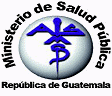 Ministerio de Salud Pública
República de Guatemala